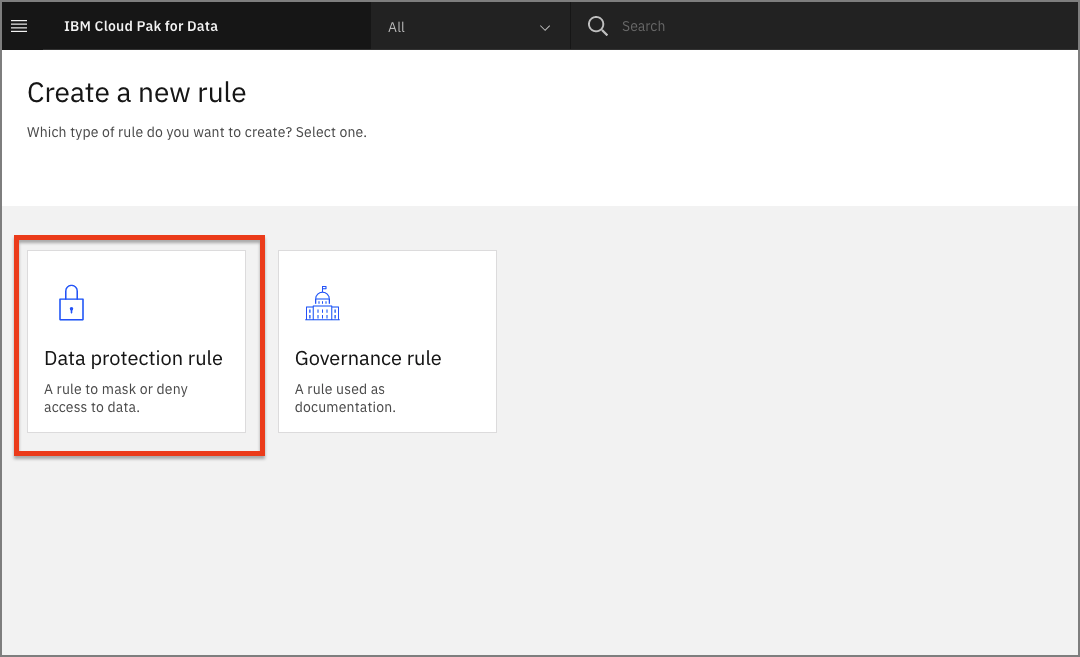 IBM Cloud Pak for Data
All
Search
Create a new rule
Which type of rule do you want to create? Select one.
Data protection rule
A rule to mask or deny
access to data.
Governance rule
A rule used as
documentation.